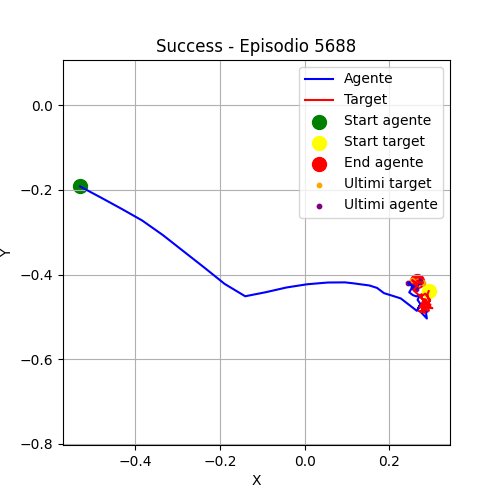 Success - Episodio 5688
Agente
Target
Start agente
Start target
End agente
Ultimi target
Ultimi agente
0.0
−0.2
−0.4
−0.6
−0.8
Y
−0.4
−0.2
0.0
0.2
X